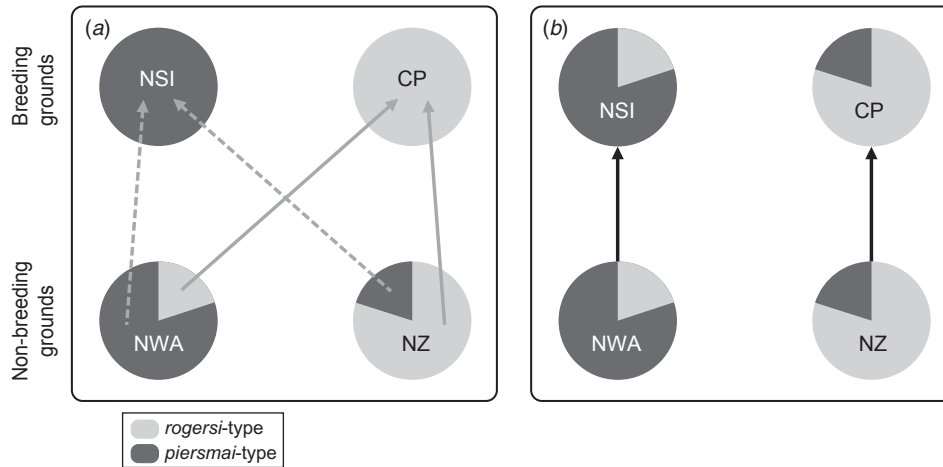 Breeding
grounds
(a)
NSI
CP
NWA
NZ
Non-breeding
grounds
(b)
NSI
CP
NWA
NZ
rogersi-type
piersmai-type